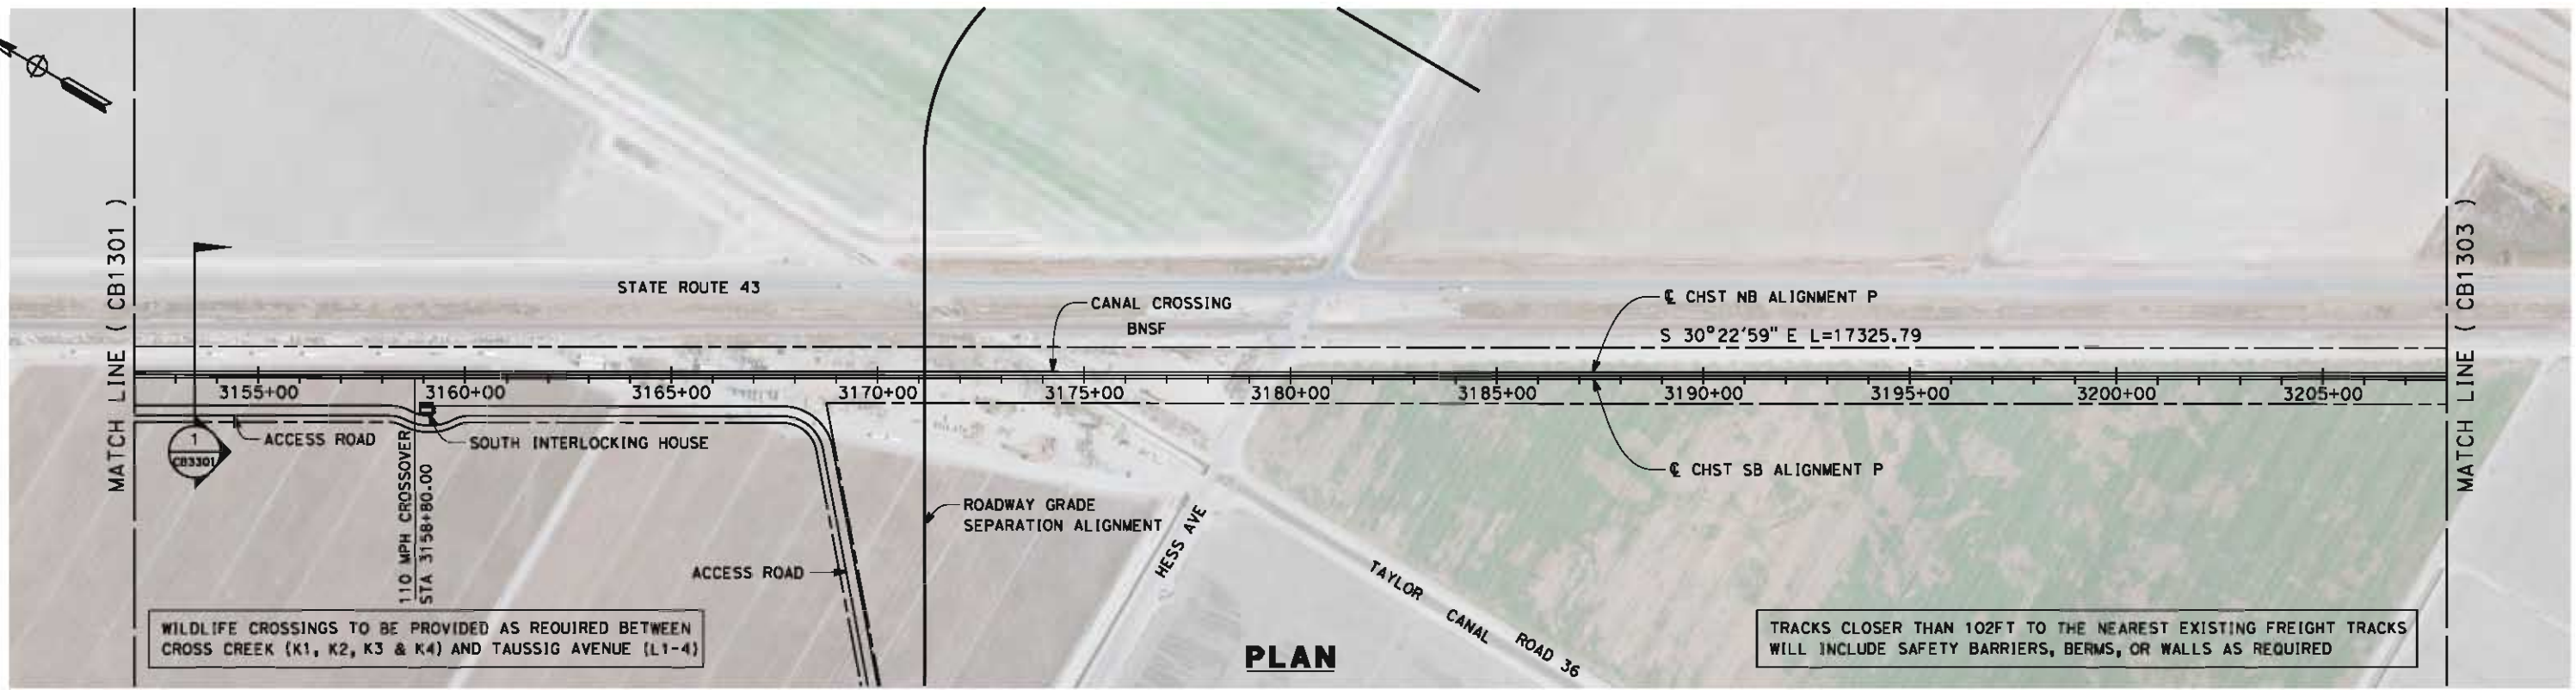 MATCH LINE ( CB1301 )
STATE ROUTE 43
CANAL CROSSING
BNSF
℄ CHST NB ALIGNMENT P
S 30°22'59" E L=17325.79
MATCH LINE ( CB1303 )
3155+00
3160+00
3165+00
3170+00
3175+00
3180+00
3185+00
3190+00
3195+00
3200+00
3205+00
1
CB3301
ACCESS ROAD
110 MPH CROSSOVER
STA 3158+80.00
SOUTH INTERLOCKING HOUSE
℄ CHST SB ALIGNMENT P
ROADWAY GRADE
SEPARATION ALIGNMENT
HESS AVE
ACCESS ROAD
TAYLOR CANAL ROAD 36
WILDLIFE CROSSINGS TO BE PROVIDED AS REQUIRED BETWEEN
CROSS CREEK (K1, K2, K3 & K4) AND TAUSSIG AVENUE (L1-4)
PLAN
TRACKS CLOSER THAN 102FT TO THE NEAREST EXISTING FREIGHT TRACKS
WILL INCLUDE SAFETY BARRIERS, BERMS, OR WALLS AS REQUIRED